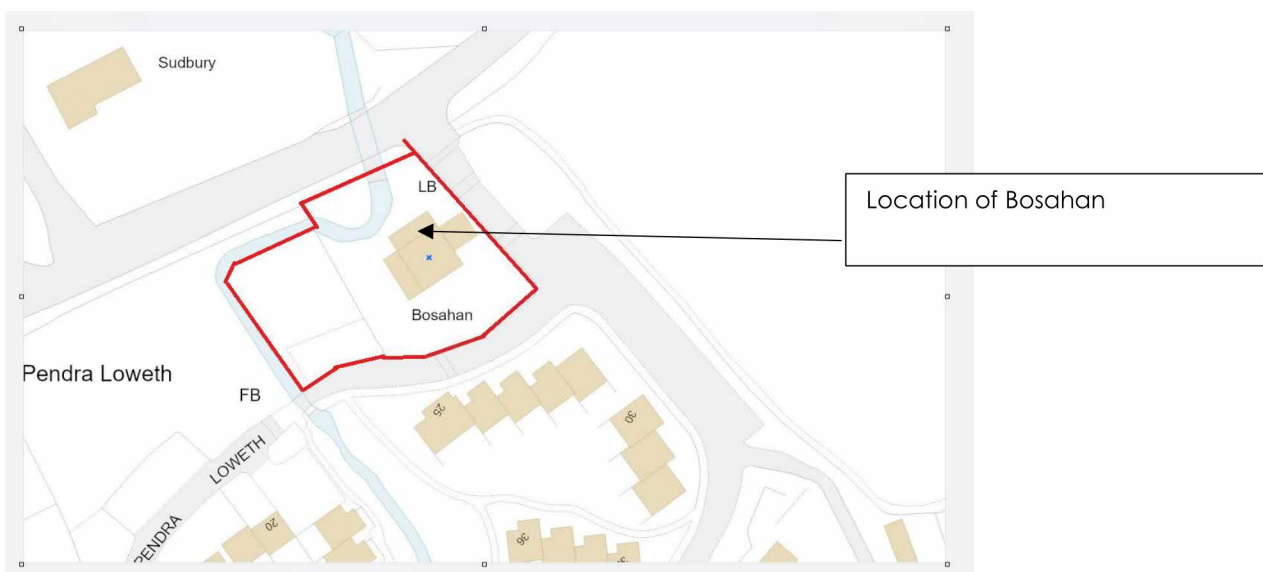 Sudbury
LB
Location of Bosahan
Bosahan
Pendra Loweth
FB
25
30
LOWETH
PENDRA
20
36